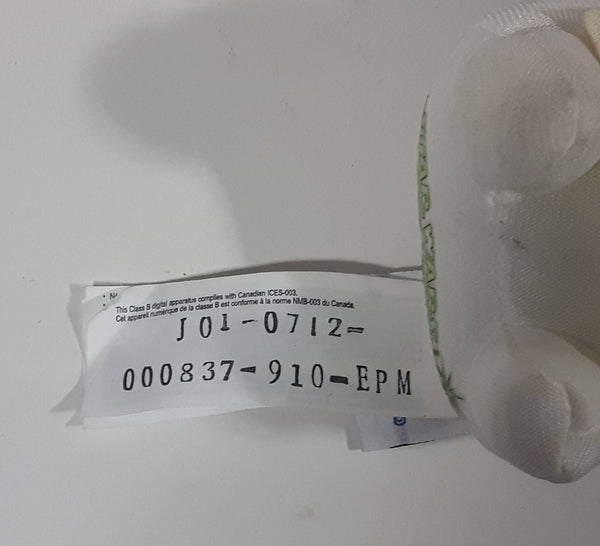 This Class B digital apparatus complies with Canadian ICES-003.
Cet appareil numérique de la classe B est conforme à la norme NMB-003 du Canada.
J01-0712-
000837-910-EPM